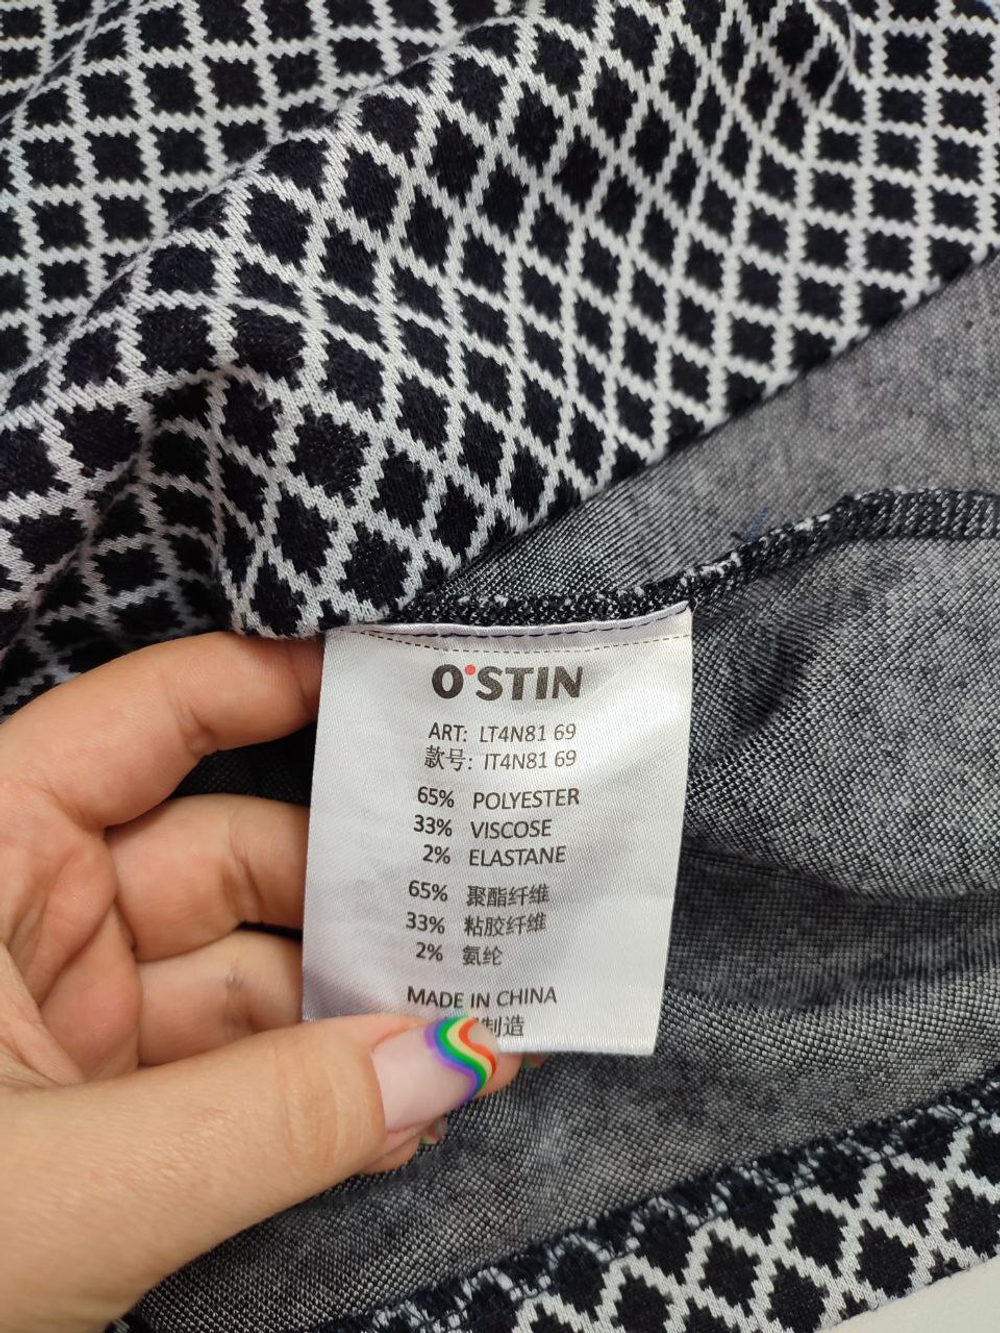 O'STIN
ART: LT4N81 69
款号: IT4N81 69
65% POLYESTER
33% VISCOSE
2% ELASTANE
65% 聚酯纤维
33% 粘胶纤维
2% 氨纶
MADE IN CHINA
制造